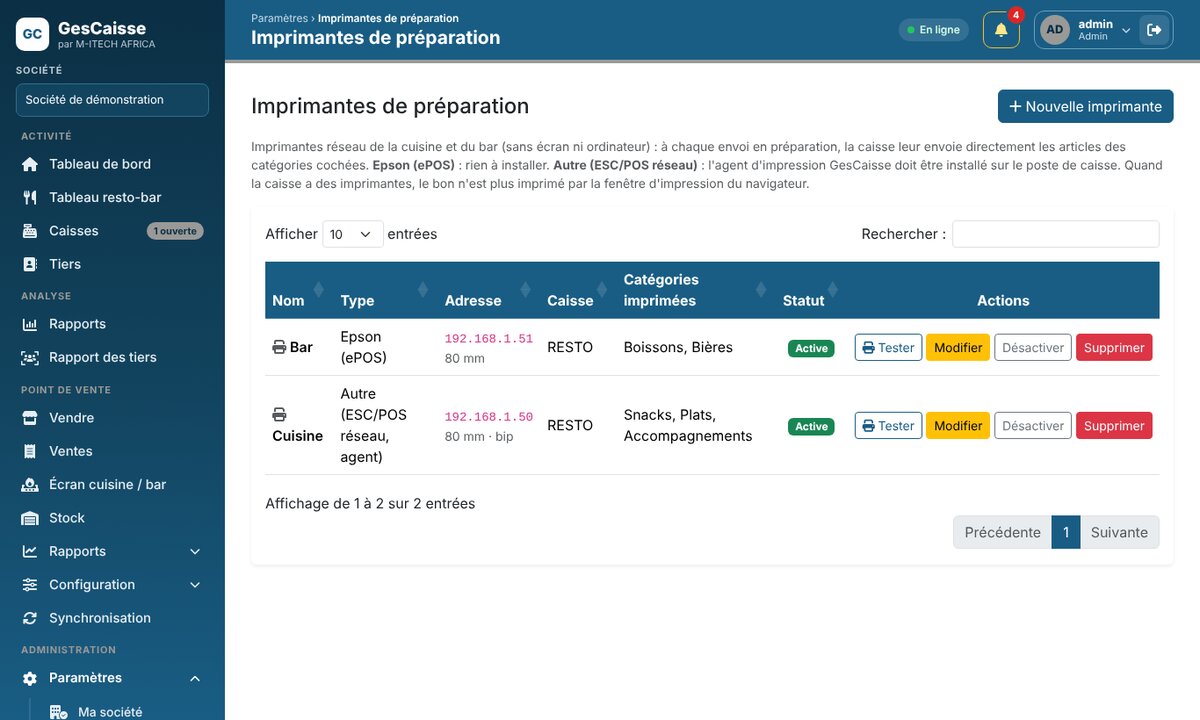 GC
GesCaisse
par M-ITECH AFRICA
SOCIÉTÉ
Société de démonstration
ACTIVITÉ
Tableau de bord
Tableau resto-bar
Caisses
1 ouverte
Tiers
ANALYSE
Rapports
Rapport des tiers
POINT DE VENTE
Vendre
Ventes
Écran cuisine / bar
Stock
Rapports
Configuration
Synchronisation
ADMINISTRATION
Paramètres
Ma société
Paramètres › Imprimantes de préparation
Imprimantes de préparation
En ligne
4
AD
admin
Admin
Imprimantes de préparation
+ Nouvelle imprimante
Imprimantes réseau de la cuisine et du bar (sans écran ni ordinateur) : à chaque envoi en préparation, la caisse leur envoie directement les articles des
catégories cochées. Epson (ePOS) : rien à installer. Autre (ESC/POS réseau) : l'agent d'impression GesCaisse doit être installé sur le poste de caisse. Quand
la caisse a des imprimantes, le bon n'est plus imprimé par la fenêtre d'impression du navigateur.
Afficher 10 entrées
Rechercher :
Nom Type Adresse Caisse Catégories imprimées Statut Actions
Bar
Epson
(ePOS)
192.168.1.51
80 mm
RESTO
Boissons, Bières
Active
Tester Modifier Désactiver Supprimer
Cuisine
Autre
(ESC/POS
réseau,
agent)
192.168.1.50
80 mm · bip
RESTO
Snacks, Plats,
Accompagnements
Active
Tester Modifier Désactiver Supprimer
Affichage de 1 à 2 sur 2 entrées
Précédente 1 Suivante